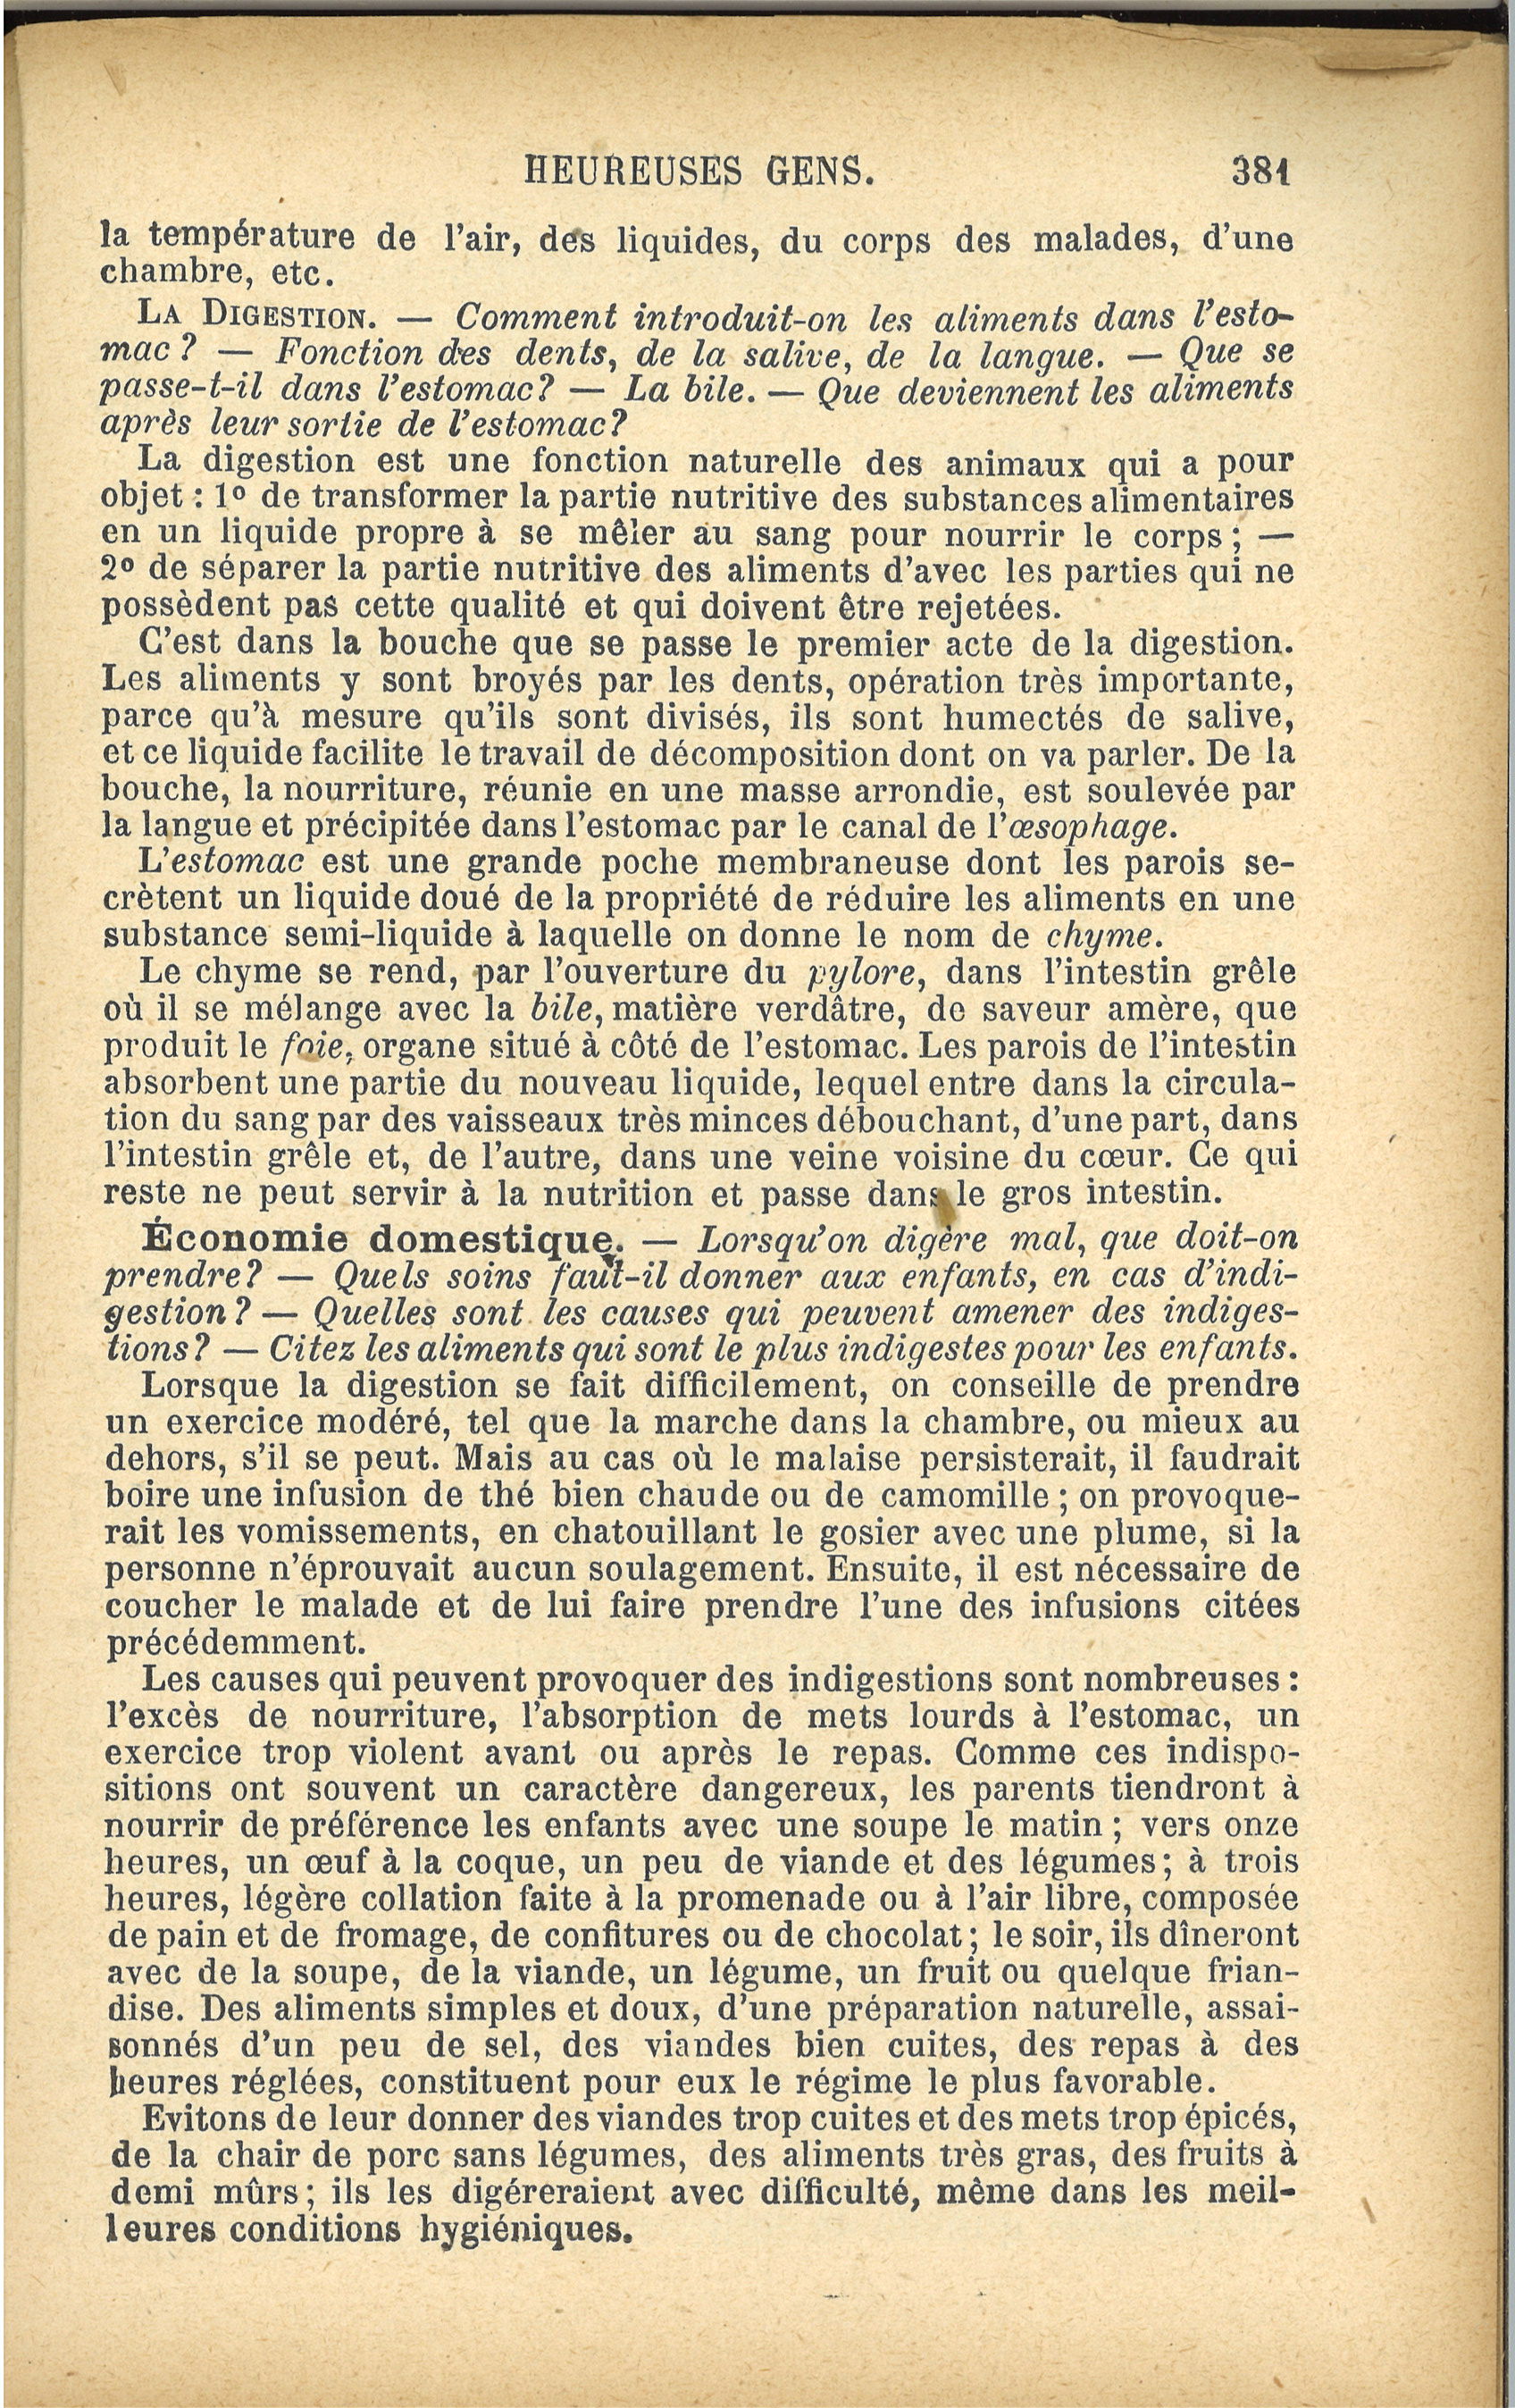 HEUREUSES GENS. 381
la température de l'air, des liquides, du corps des malades, d'une
chambre, etc.
LA DIGESTION. — Comment introduit-on les aliments dans l'esto-
mac ? — Fonction des dents, de la salive, de la langue. — Que se
passe-t-il dans l'estomac? — La bile. — Que deviennent les aliments
après leur sortie de l'estomac?
La digestion est une fonction naturelle des animaux qui a pour
objet : 1º de transformer la partie nutritive des substances alimentaires
en un liquide propre à se mêler au sang pour nourrir le corps ; —
2º de séparer la partie nutritive des aliments d'avec les parties qui ne
possèdent pas cette qualité et qui doivent être rejetées.
C'est dans la bouche que se passe le premier acte de la digestion.
Les aliments y sont broyés par les dents, opération très importante,
parce qu'à mesure qu'ils sont divisés, ils sont humectés de salive,
et ce liquide facilite le travail de décomposition dont on va parler. De la
bouche, la nourriture, réunie en une masse arrondie, est soulevée par
la langue et précipitée dans l'estomac par le canal de l'œsophage.
L'estomac est une grande poche membraneuse dont les parois se-
crètent un liquide doué de la propriété de réduire les aliments en une
substance semi-liquide à laquelle on donne le nom de chyme.
Le chyme se rend, par l'ouverture du pylore, dans l'intestin grêle
où il se mélange avec la bile, matière verdâtre, de saveur amère, que
produit le foie, organe situé à côté de l'estomac. Les parois de l'intestin
absorbent une partie du nouveau liquide, lequel entre dans la circula-
tion du sang par des vaisseaux très minces débouchant, d'une part, dans
l'intestin grêle et, de l'autre, dans une veine voisine du cœur. Ce qui
reste ne peut servir à la nutrition et passe dans le gros intestin.
Économie domestique. — Lorsqu'on digère mal, que doit-on
prendre? — Quels soins faut-il donner aux enfants, en cas d'indi-
gestion ? — Quelles sont les causes qui peuvent amener des indiges-
tions? — Citez les aliments qui sont le plus indigestes pour les enfants.
Lorsque la digestion se fait difficilement, on conseille de prendre
un exercice modéré, tel que la marche dans la chambre, ou mieux au
dehors, s'il se peut. Mais au cas où le malaise persisterait, il faudrait
boire une infusion de thé bien chaude ou de camomille ; on provoque-
rait les vomissements, en chatouillant le gosier avec une plume, si la
personne n'éprouvait aucun soulagement. Ensuite, il est nécessaire de
coucher le malade et de lui faire prendre l'une des infusions citées
précédemment.
Les causes qui peuvent provoquer des indigestions sont nombreuses :
l'excès de nourriture, l'absorption de mets lourds à l'estomac, un
exercice trop violent avant ou après le repas. Comme ces indispo-
sitions ont souvent un caractère dangereux, les parents tiendront à
nourrir de préférence les enfants avec une soupe le matin ; vers onze
heures, un œuf à la coque, un peu de viande et des légumes; à trois
heures, légère collation faite à la promenade ou à l'air libre, composée
de pain et de fromage, de confitures ou de chocolat ; le soir, ils dîneront
avec de la soupe, de la viande, un légume, un fruit ou quelque frian-
dise. Des aliments simples et doux, d'une préparation naturelle, assai-
sonnés d'un peu de sel, des viandes bien cuites, des repas à des
heures réglées, constituent pour eux le régime le plus favorable.
Evitons de leur donner des viandes trop cuites et des mets trop épicés,
de la chair de porc sans légumes, des aliments très gras, des fruits à
demi mûrs; ils les digéreraient avec difficulté, même dans les meil-
leures conditions hygiéniques.